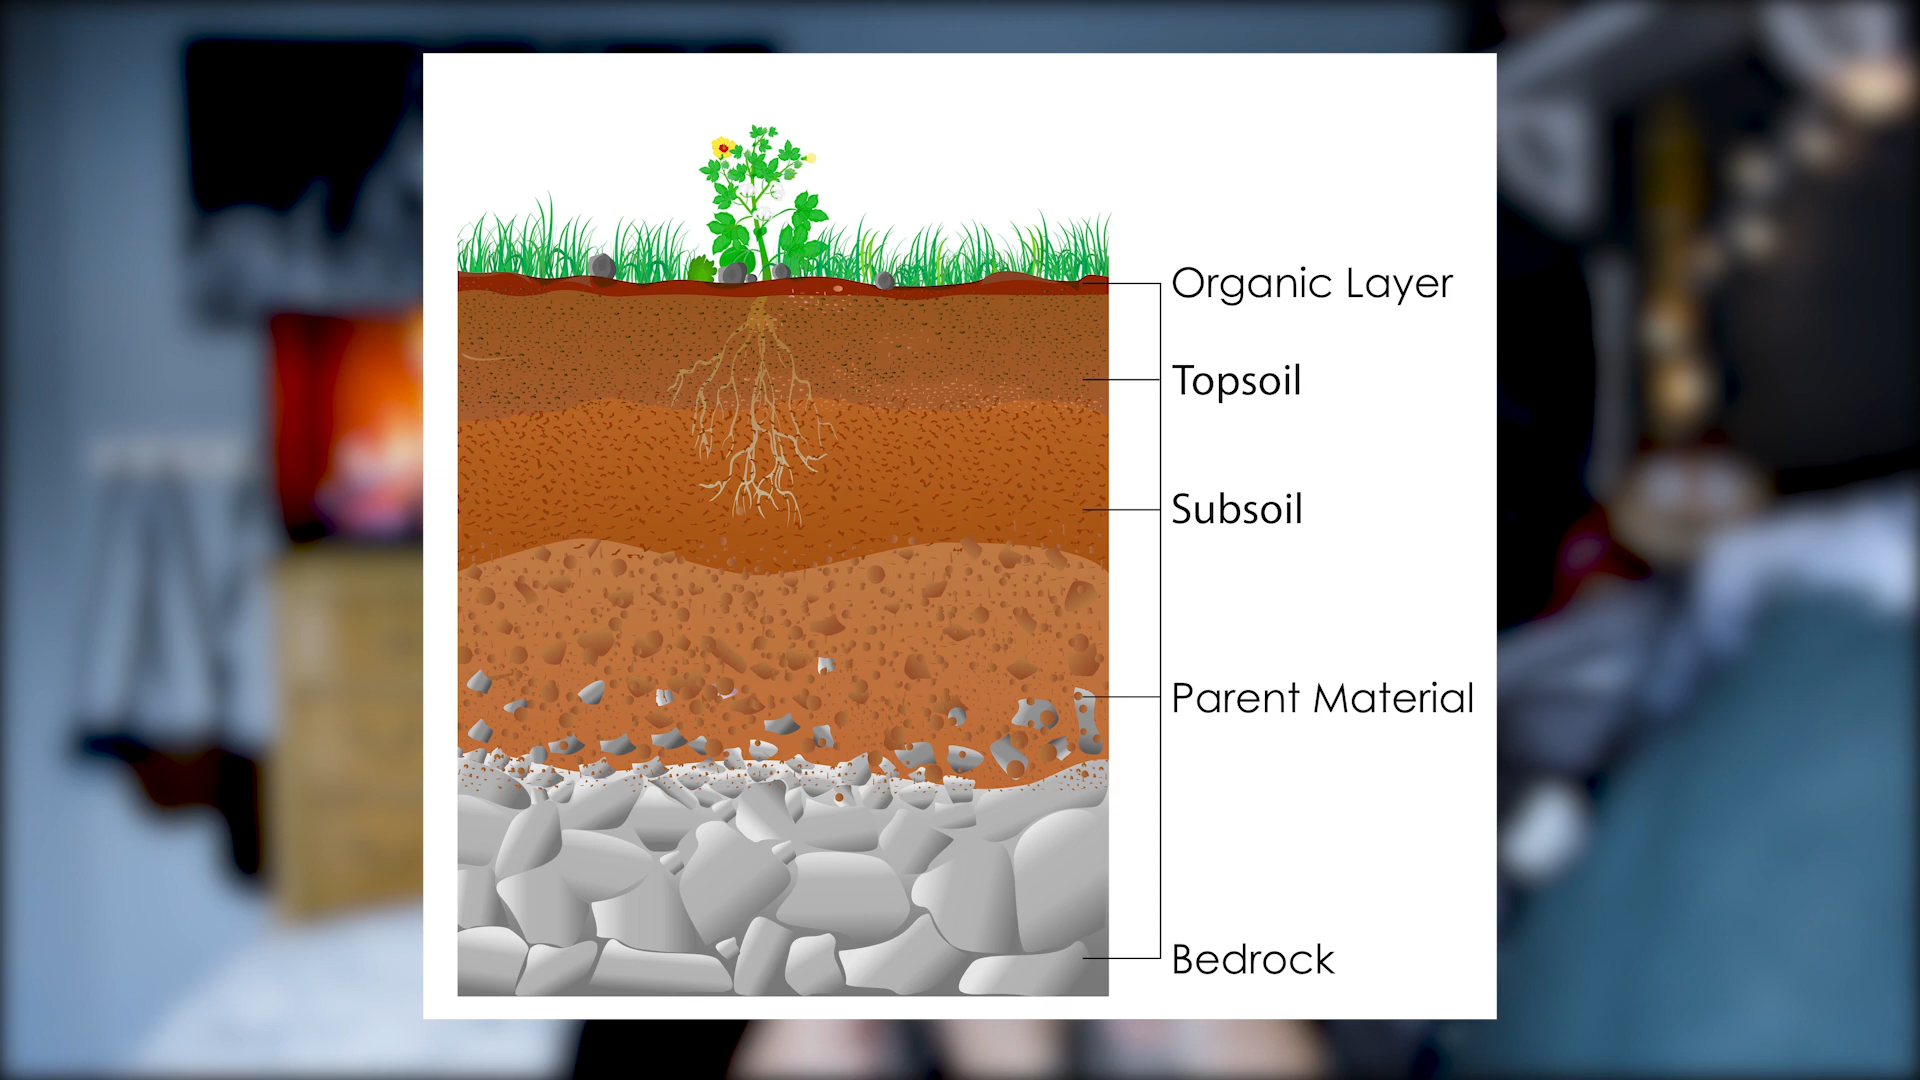 Organic Layer
Topsoil
Subsoil
Parent Material
Bedrock